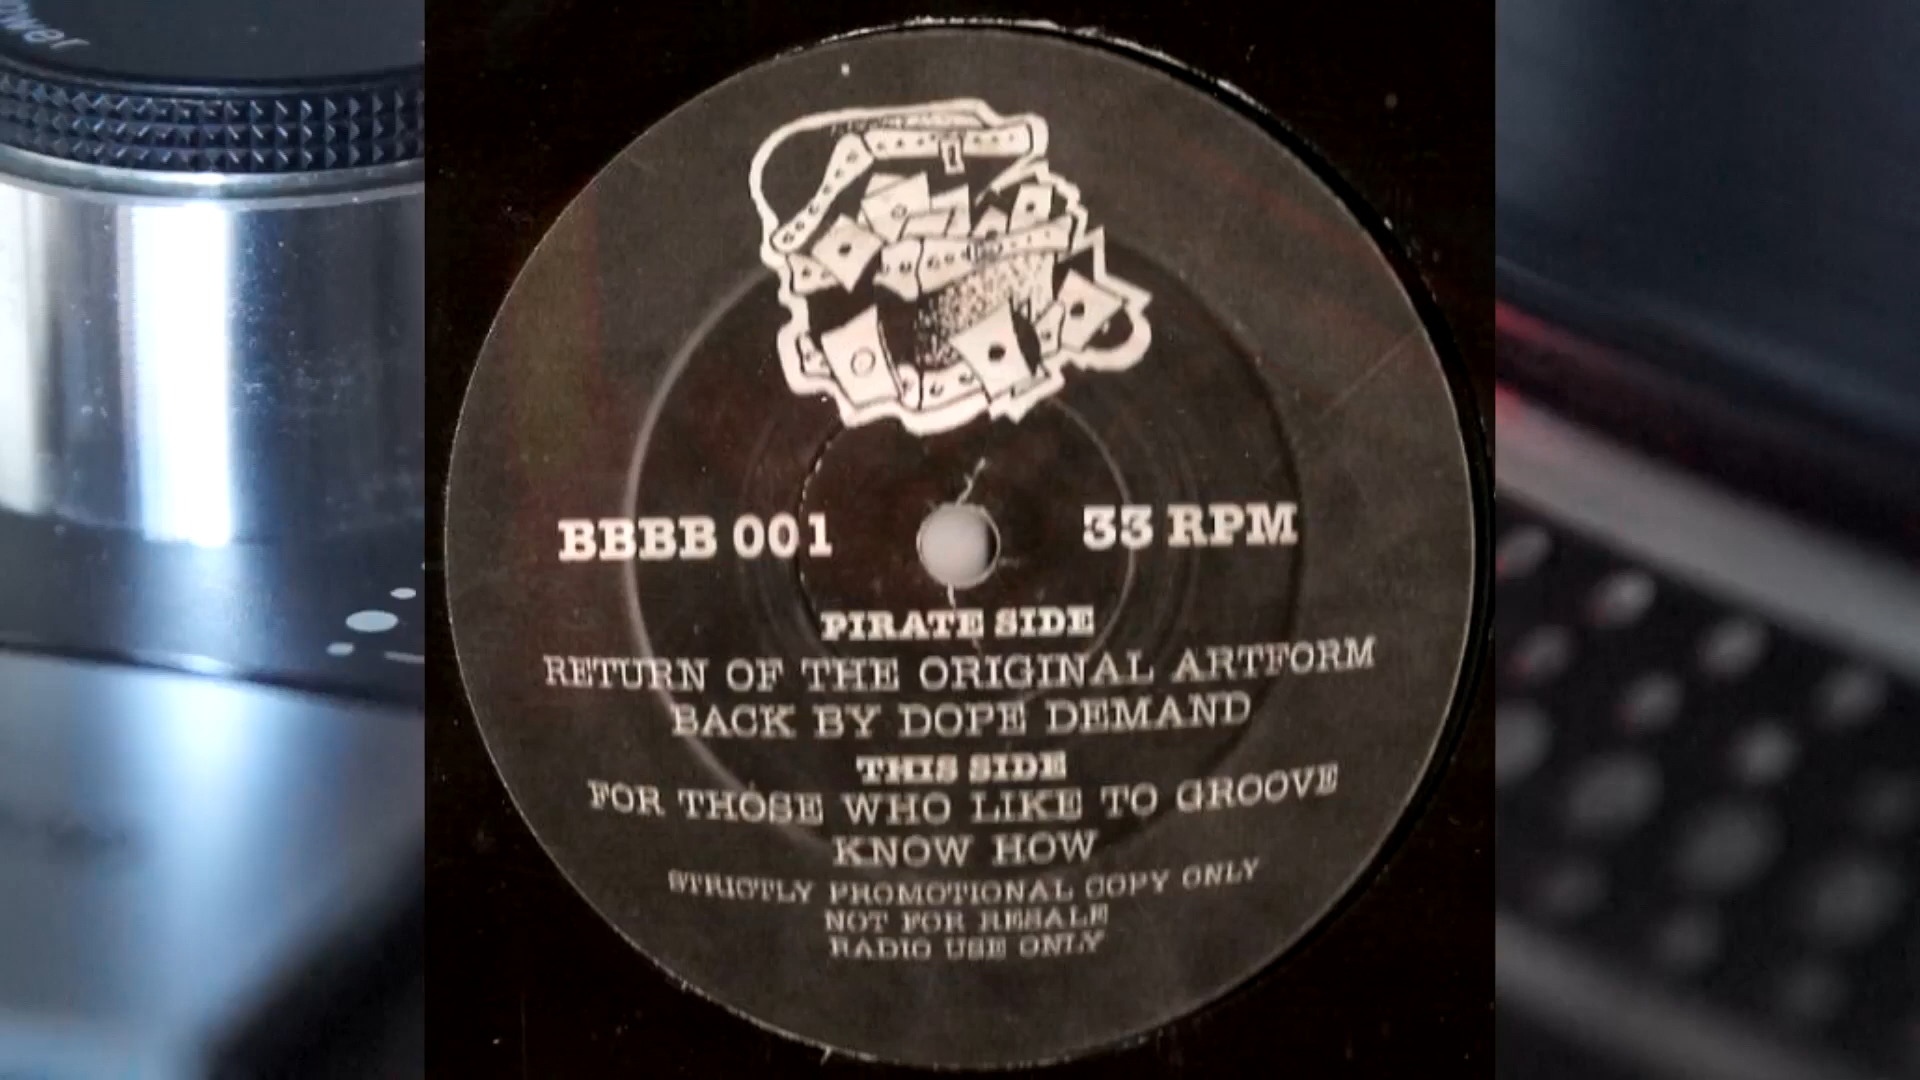 BBBB 001
33 RPM
PIRATE SIDE
RETURN OF THE ORIGINAL ARTFORM
BACK BY DOPE DEMAND
THIS SIDE
FOR THOSE WHO LIKE TO GROOVE
KNOW HOW
STRICTLY PROMOTIONAL COPY ONLY
NOT FOR RESALE
RADIO USE ONLY